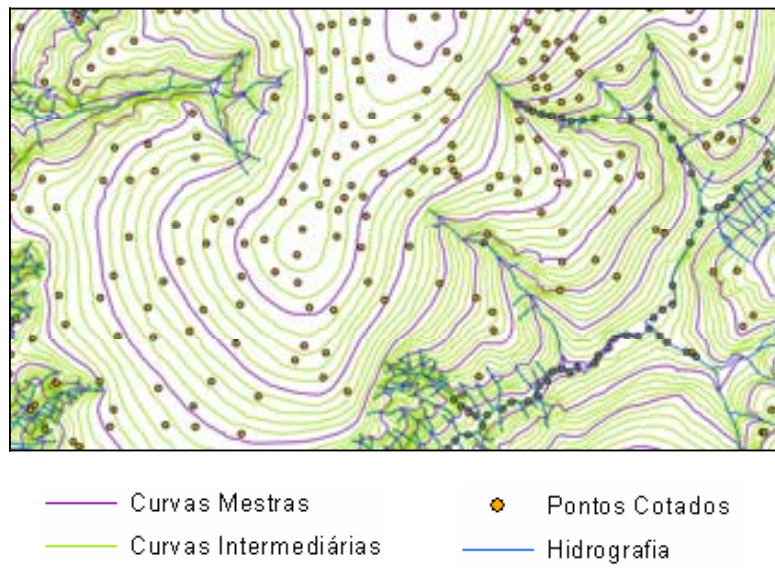 Curvas Mestras
Pontos Cotados
Curvas Intermediárias
Hidrografia